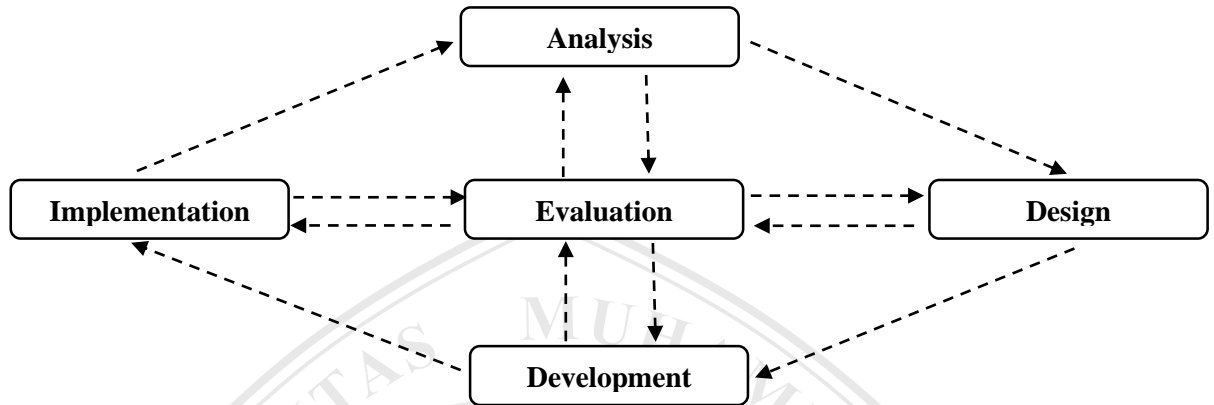 Analysis
Implementation
Evaluation
Design
Development